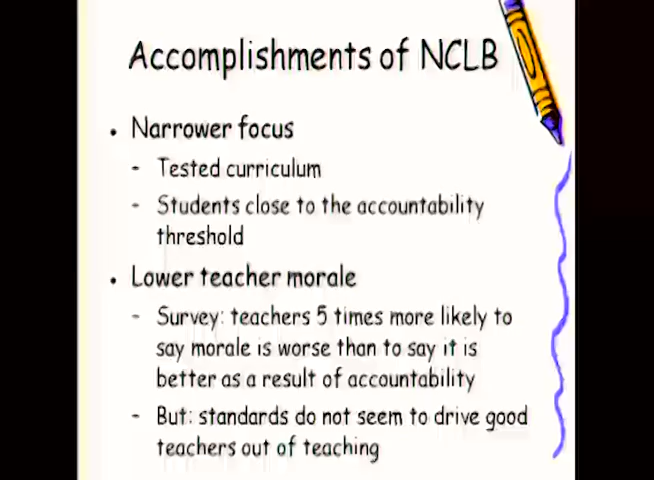 Accomplishments of NCLB
• Narrower focus
- Tested curriculum
- Students close to the accountability
threshold
• Lower teacher morale
- Survey: teachers 5 times more likely to
say morale is worse than to say it is
better as a result of accountability
- But: standards do not seem to drive good
teachers out of teaching